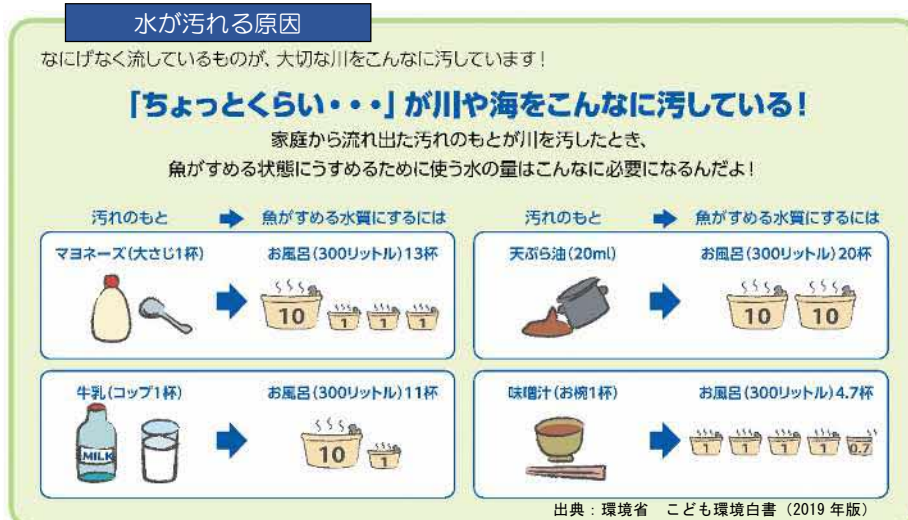 水が汚れる原因
なにげなく流しているものが、大切な川をこんなに汚しています！
「ちょっとくらい・・・」が川や海をこんなに汚している！
家庭から流れ出た汚れのもとが川を汚したとき、
魚がすめる状態にうすめるために使う水の量はこんなに必要になるんだよ！
汚れのもと
魚がすめる水質にするには
マヨネーズ(大さじ1杯)
お風呂(300リットル)13杯
10
1
1
1
牛乳(コップ1杯)
MILK
お風呂(300リットル)11杯
10
1
汚れのもと
魚がすめる水質にするには
天ぷら油(20ml)
お風呂(300リットル)20杯
10
10
味噌汁(お椀1杯)
お風呂(300リットル)4.7杯
1
1
1
1
0.7
出典：環境省　こども環境白書（2019 年版）